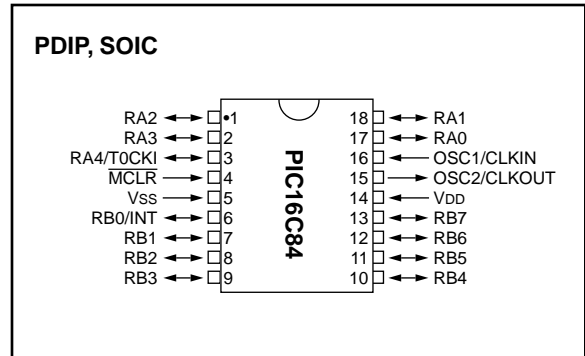 PDIP, SOIC
RA2 •1 18 RA1
RA3 2 17 RA0
RA4/T0CKI 3 16 OSC1/CLKIN
MCLR 4 15 OSC2/CLKOUT
VSS 5 14 VDD
RB0/INT 6 13 RB7
RB1 7 12 RB6
RB2 8 11 RB5
RB3 9 10 RB4
PIC16C84